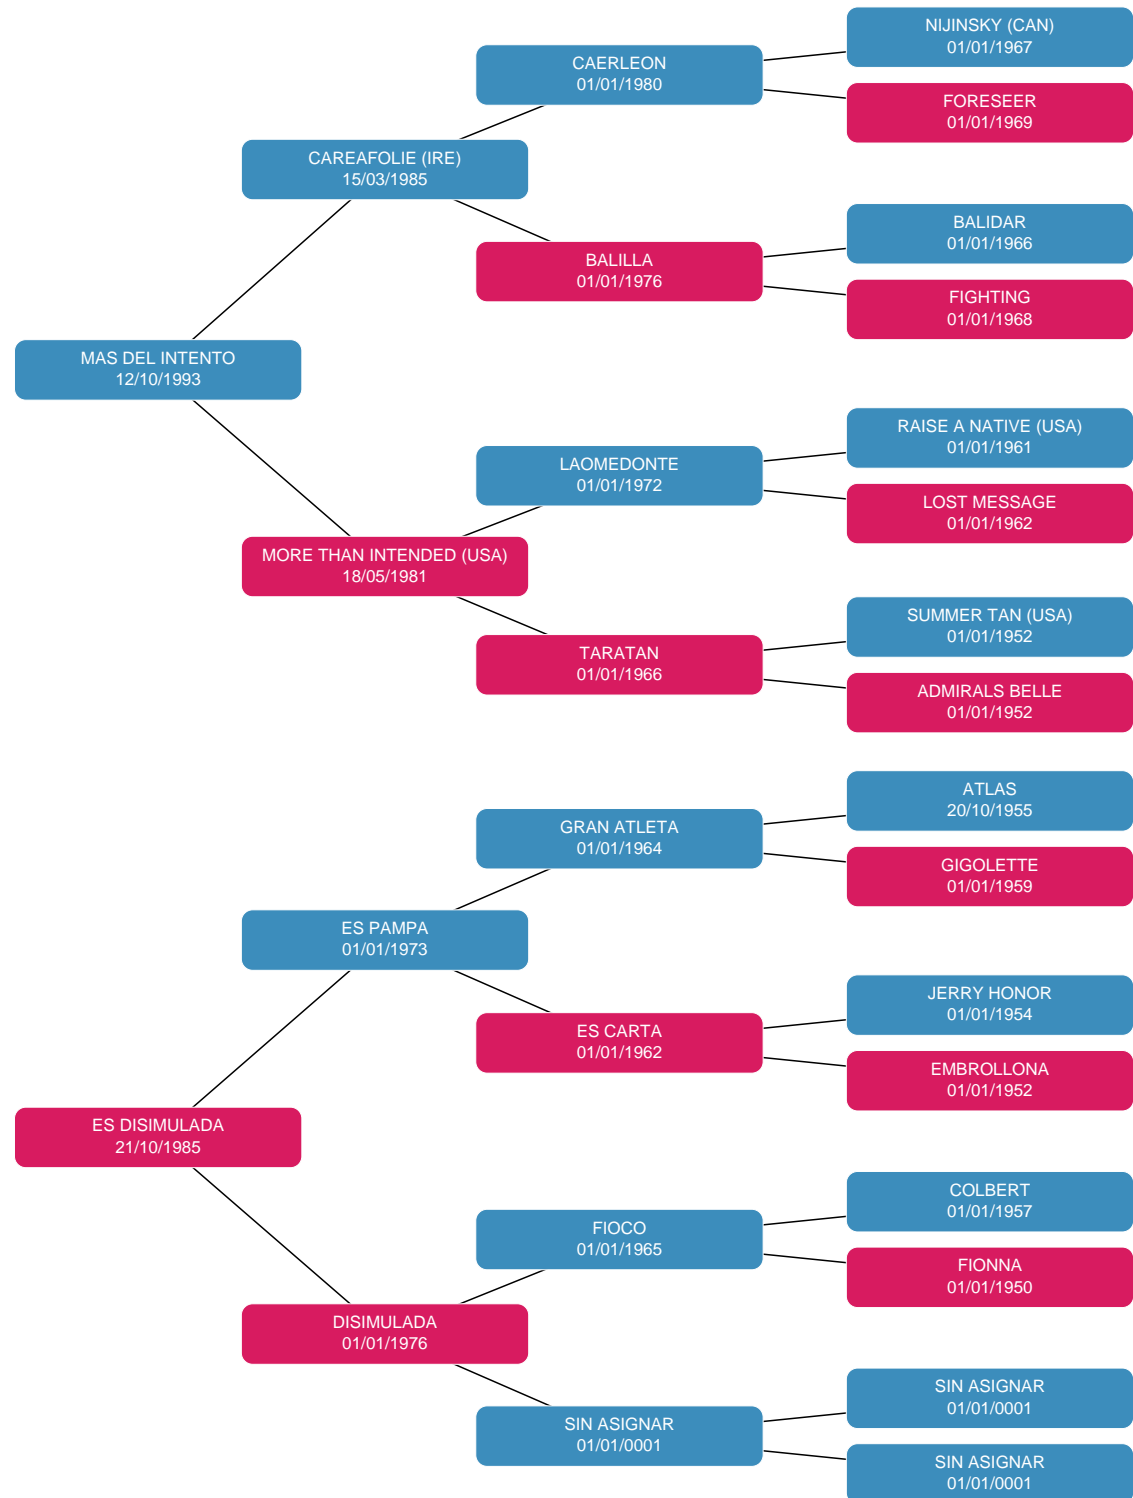 NIJINSKY (CAN)
01/01/1967
CAERLEON
01/01/1980
FORESEER
01/01/1969
CAREAFOLIE (IRE)
15/03/1985
BALIDAR
01/01/1966
BALILLA
01/01/1976
FIGHTING
01/01/1968
MAS DEL INTENTO
12/10/1993
RAISE A NATIVE (USA)
01/01/1961
LAOMEDONTE
01/01/1972
LOST MESSAGE
01/01/1962
MORE THAN INTENDED (USA)
18/05/1981
SUMMER TAN (USA)
01/01/1952
TARATAN
01/01/1966
ADMIRALS BELLE
01/01/1952
ATLAS
20/10/1955
GRAN ATLETA
01/01/1964
GIGOLETTE
01/01/1959
ES PAMPA
01/01/1973
JERRY HONOR
01/01/1954
ES CARTA
01/01/1962
EMBROLLONA
01/01/1952
ES DISIMULADA
21/10/1985
COLBERT
01/01/1957
FIOCO
01/01/1965
FIONNA
01/01/1950
DISIMULADA
01/01/1976
SIN ASIGNAR
01/01/0001
SIN ASIGNAR
01/01/0001
SIN ASIGNAR
01/01/0001